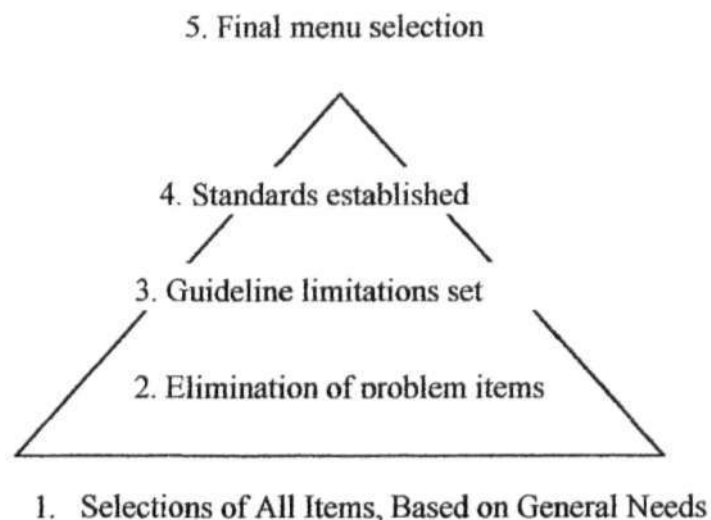 5. Final menu selection
4. Standards established
3. Guideline limitations set
2. Elimination of problem items
1. Selections of All Items, Based on General Needs